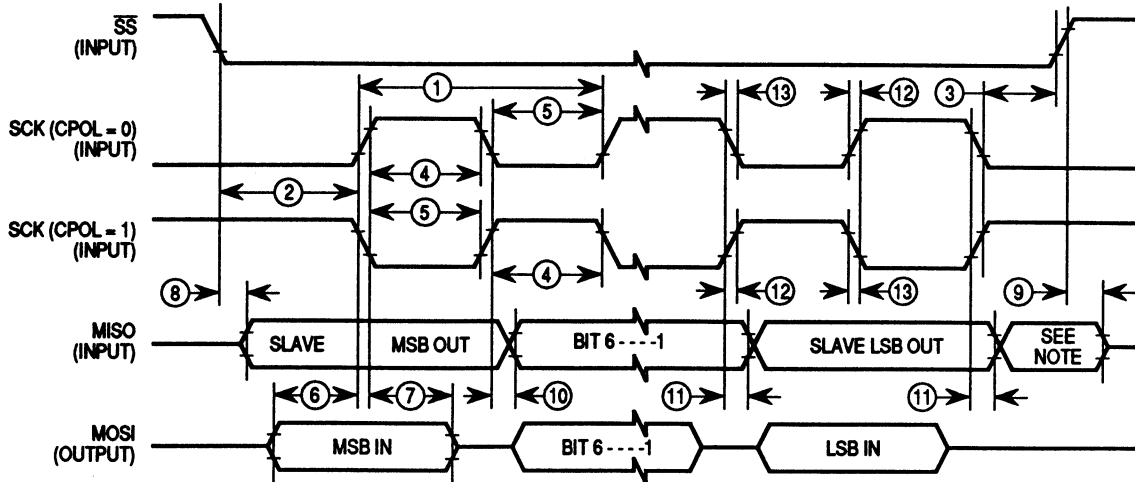 SS
(INPUT)
1
13
12
3
5
SCK (CPOL = 0)
(INPUT)
4
2
5
SCK (CPOL = 1)
(INPUT)
4
8
12
13
9
MISO
(INPUT)
SLAVE
MSB OUT
BIT 6 - - - - - 1
SLAVE LSB OUT
SEE
NOTE
6
7
10
11
11
MOSI
(OUTPUT)
MSB IN
BIT 6 - - - - - 1
LSB IN